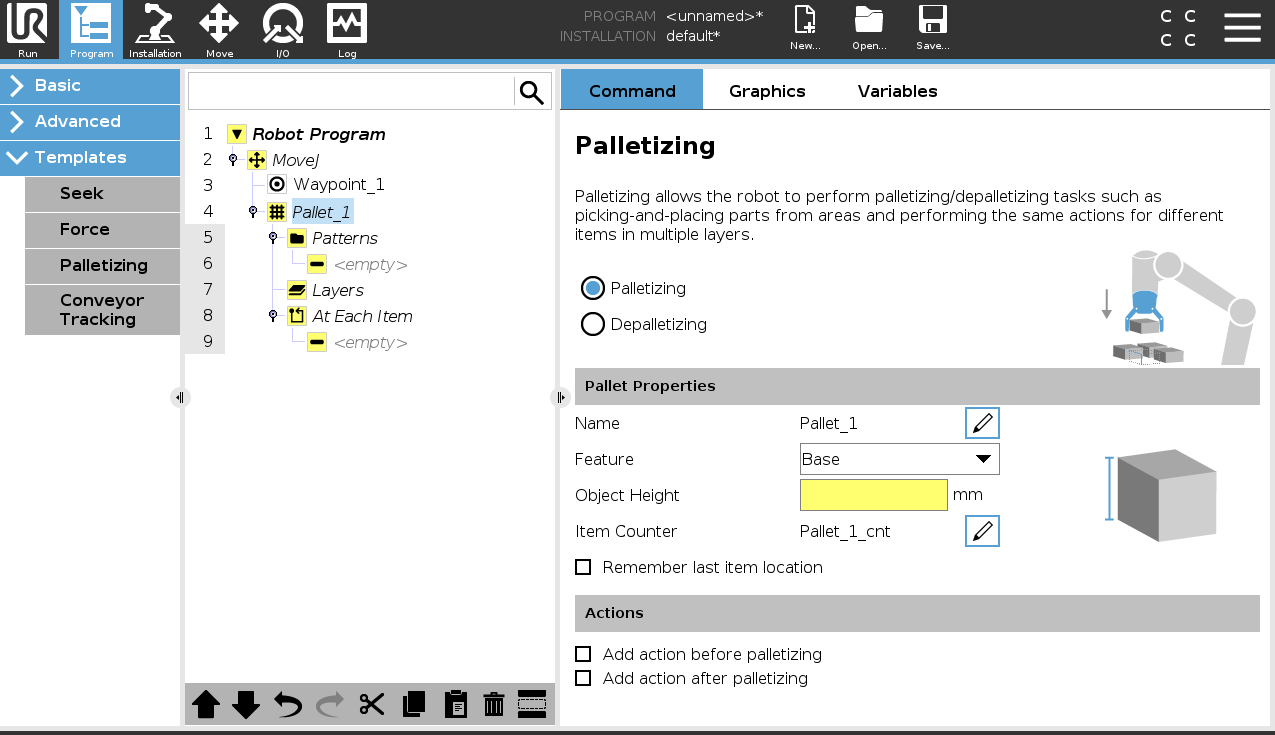 PROGRAM <unnamed>*
INSTALLATION default*
C C
C C
Run
Program
Installation
Move
I/O
Log
New...
Open...
Save...
Basic
Advanced
Templates
Seek
Force
Palletizing
Conveyor
Tracking
1 Robot Program
2 MoveJ
3 Waypoint_1
4 Pallet_1
5 Patterns
6 <empty>
7 Layers
8 At Each Item
9 <empty>
Command
Graphics
Variables
Palletizing
Palletizing allows the robot to perform palletizing/depalletizing tasks such as
picking-and-placing parts from areas and performing the same actions for different
items in multiple layers.
Palletizing
Depalletizing
Pallet Properties
Name Pallet_1
Feature Base
Object Height mm
Item Counter Pallet_1_cnt
Remember last item location
Actions
Add action before palletizing
Add action after palletizing